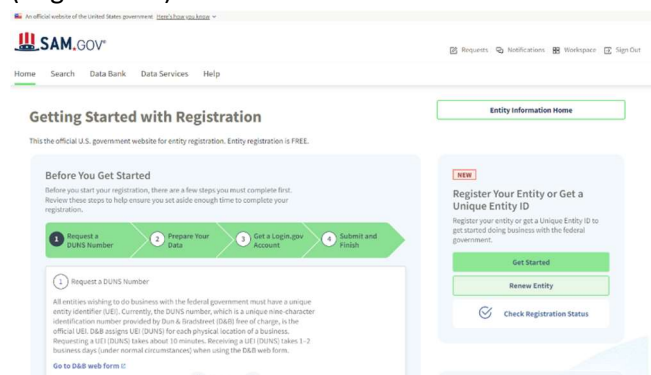 An official website of the United States government Here's how you know
SAM.GOV®
Requests Notifications Workspace Sign Out
Home Search Data Bank Data Services Help
Getting Started with Registration
Entity Information Home
This the official U.S. government website for entity registration. Entity registration is FREE.
Before You Get Started
Before you start your registration, there are a few steps you must complete first.
Review these steps to help ensure you set aside enough time to complete your
registration.
1 Request a
DUNS Number
2 Prepare Your
Data
3 Get a Login.gov
Account
4 Submit and
Finish
1 Request a DUNS Number
All entities wishing to do business with the federal government must have a unique
entity identifier (UEI). Currently, the DUNS number, which is a unique nine-character
identification number provided by Dun & Bradstreet (D&B) free of charge, is the
official UEI. D&B assigns UEI (DUNS) for each physical location of a business.
Requesting a UEI (DUNS) takes about 10 minutes. Receiving a UEI (DUNS) takes 1-2
business days (under normal circumstances) when using the D&B web form.
Go to D&B web form
NEW
Register Your Entity or Get a
Unique Entity ID
Register your entity or get a Unique Entity ID to
get started doing business with the federal
government.
Get Started
Renew Entity
Check Registration Status